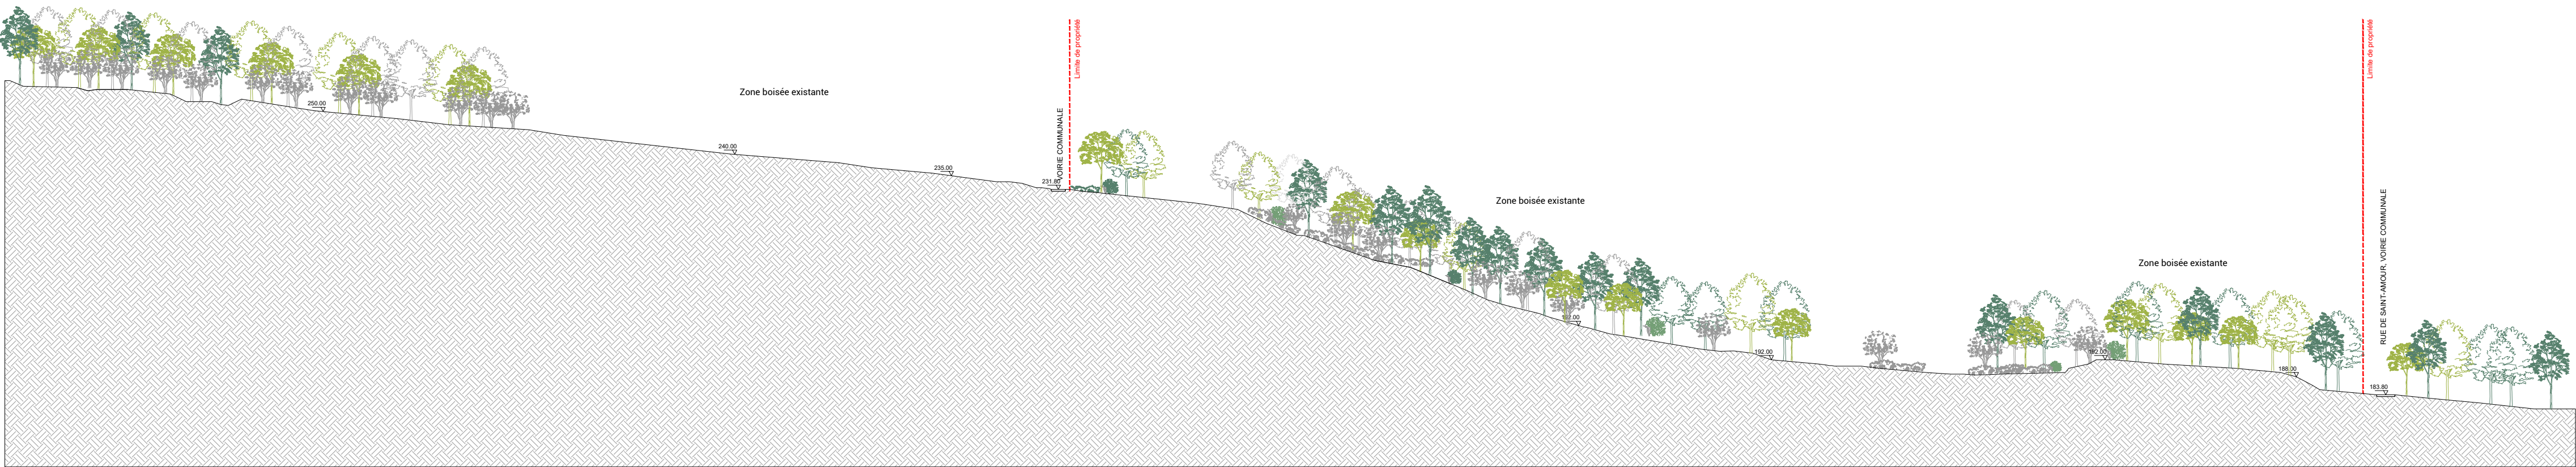 Limite de propriété
Limite de propriété
Zone boisée existante
250.00
VOIRIE COMMUNALE
240.00
235.00
231.80
Zone boisée existante
RUE DE SAINT-AMOUR, VOIRIE COMMUNALE
Zone boisée existante
192.00
188.00
183.80